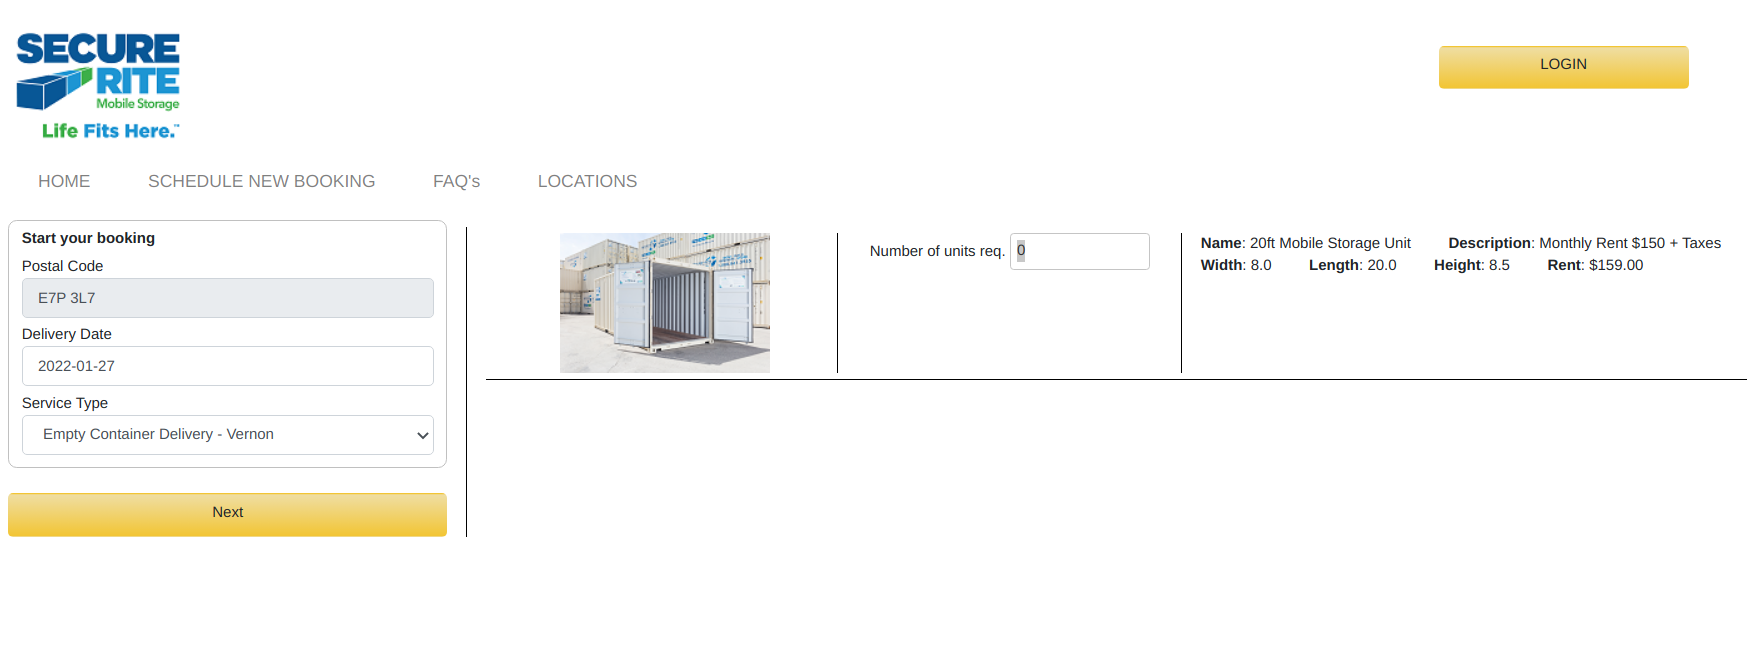 SECURE
RITE
Mobile Storage
Life Fits Here.™
LOGIN
HOME SCHEDULE NEW BOOKING FAQ's LOCATIONS
Start your booking
Postal Code
E7P 3L7
Delivery Date
2022-01-27
Service Type
Empty Container Delivery - Vernon
Next
Number of units req. 0
Name: 20ft Mobile Storage Unit Description: Monthly Rent $150 + Taxes
Width: 8.0 Length: 20.0 Height: 8.5 Rent: $159.00